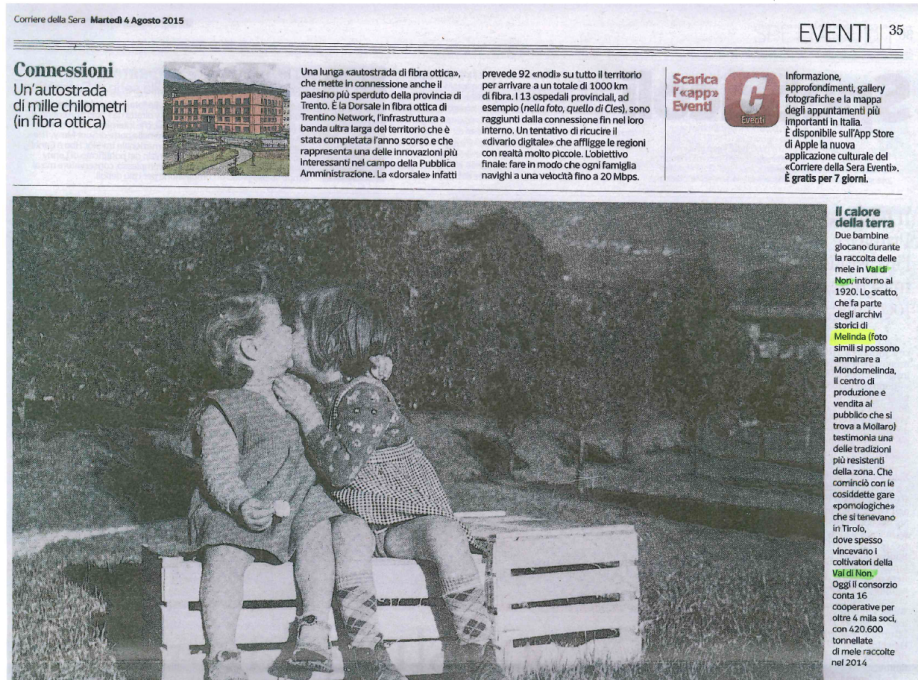 Corriere della Sera Martedì 4 Agosto 2015
EVENTI | 35
Connessioni
Un'autostrada
di mille chilometri
(in fibra ottica)
Una lunga «autostrada di fibra ottica»,
che mette in connessione anche il
paesino più sperduto della provincia di
Trento. È la Dorsale in fibra ottica di
Trentino Network, l'infrastruttura a
banda ultra larga del territorio che è
stata completata l'anno scorso e che
rappresenta una delle innovazioni più
interessanti nel campo della Pubblica
Amministrazione. La «dorsale» infatti
prevede 92 «nodi» su tutto il territorio
per arrivare a un totale di 1000 km
di fibra. I 13 ospedali provinciali, ad
esempio (nella foto, quello di Cles), sono
raggiunti dalla connessione fin nel loro
interno. Un tentativo di ricucire il
«divario digitale» che affligge le regioni
con realtà molto piccole. L'obiettivo
finale: fare in modo che ogni famiglia
navighi a una velocità fino a 20 Mbps.
Scarica
l'«app»
Eventi
C
Eventi
Informazione,
approfondimenti, gallery
fotografiche e la mappa
degli appuntamenti più
importanti in Italia.
È disponibile sull'App Store
di Apple la nuova
applicazione culturale del
«Corriere della Sera Eventi».
È gratis per 7 giorni.
Il calore
della terra
Due bambine
giocano durante
la raccolta delle
mele in Val di
Non, intorno al
1920. Lo scatto,
che fa parte
degli archivi
storici di
Melinda (foto
simili si possono
ammirare a
Mondomelinda,
il centro di
produzione e
vendita al
pubblico che si
trova a Mollaro)
testimonia una
delle tradizioni
più resistenti
della zona. Che
cominciò con le
cosiddette gare
«pomologiche»
che si tenevano
in Tirolo,
dove spesso
vincevano i
coltivatori della
Val di Non.
Oggi il consorzio
conta 16
cooperative per
oltre 4 mila soci,
con 420.600
tonnellate
di mele raccolte
nel 2014